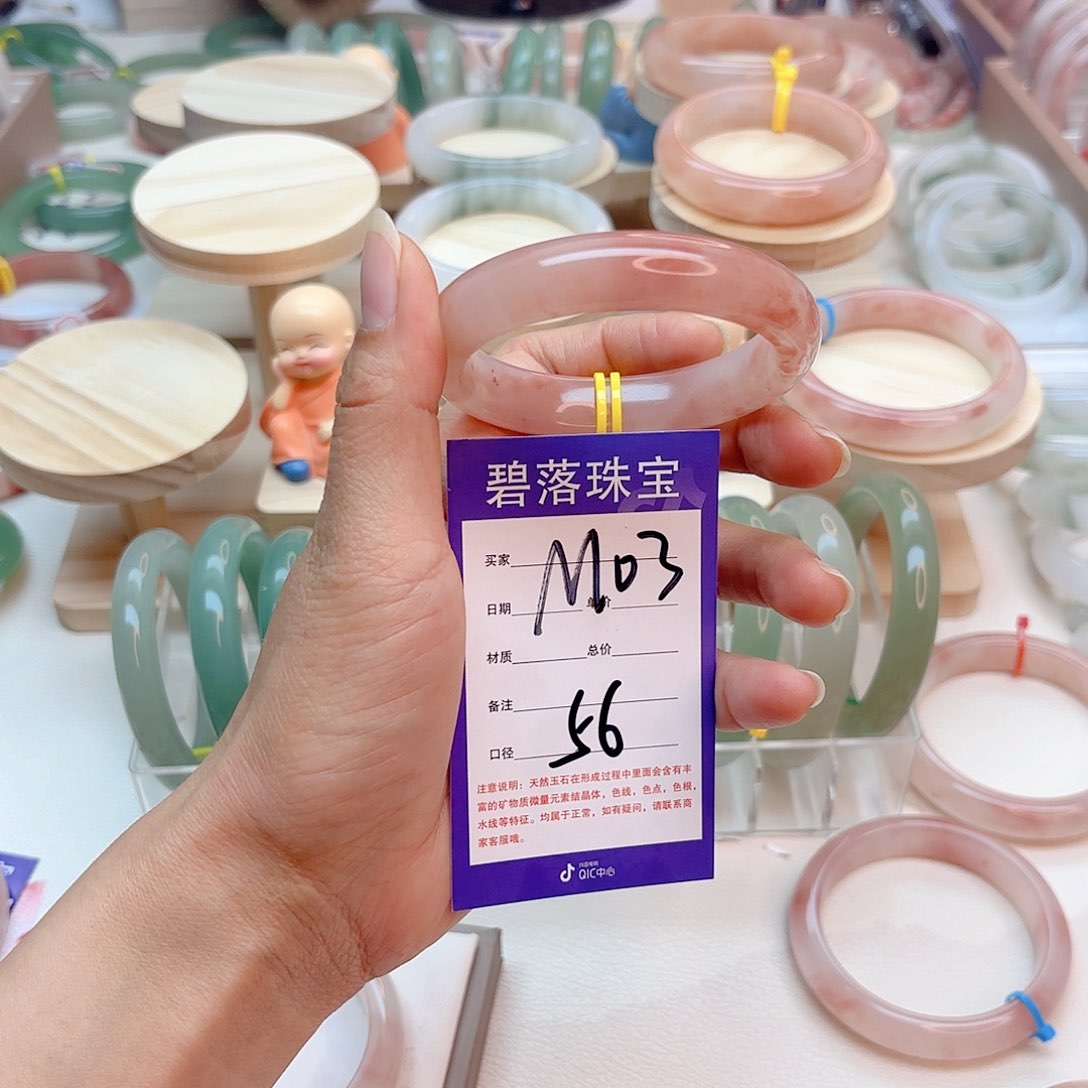 碧落珠宝
买家 M03
日期 单价
材质 总价
备注
口径 56
注意说明：天然玉石在形成过程中里面会含有丰
富的矿物质微量元素结晶体，色线，色点，色根，
水线等特征。均属于正常，如有疑问，请联系商
家客服哦。
抖音电商
QIC中心